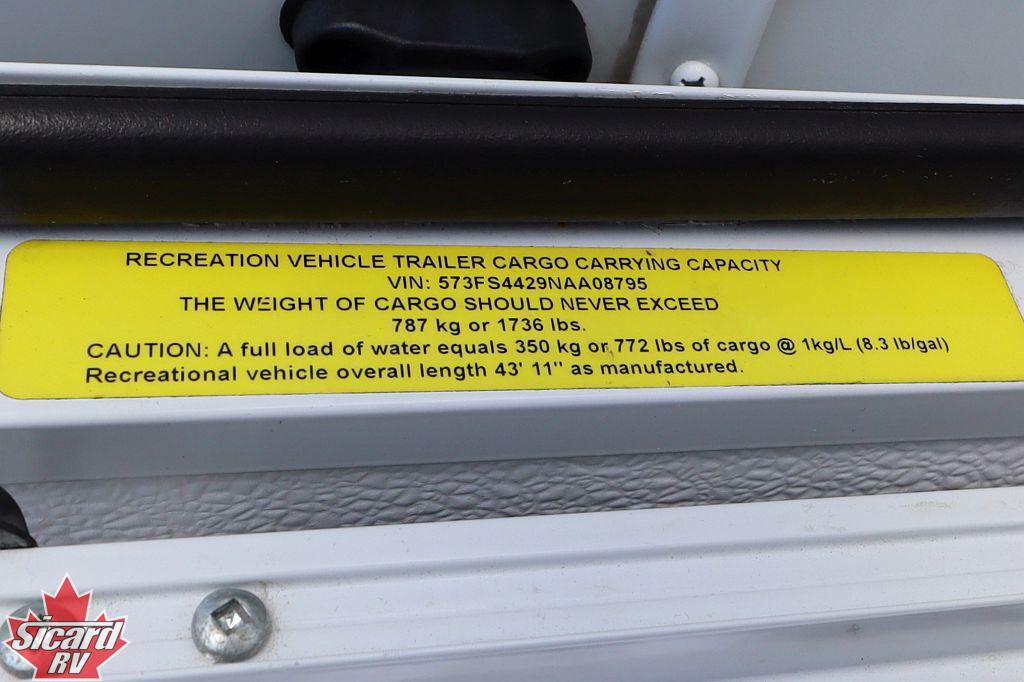 RECREATION VEHICLE TRAILER CARGO CARRYING CAPACITY
VIN: 573FS4429NAA08795
THE WEIGHT OF CARGO SHOULD NEVER EXCEED
787 kg or 1736 lbs.
CAUTION: A full load of water equals 350 kg or 772 lbs of cargo @ 1kg/L (8.3 lb/gal)
Recreational vehicle overall length 43' 11" as manufactured.
Sicard
RV